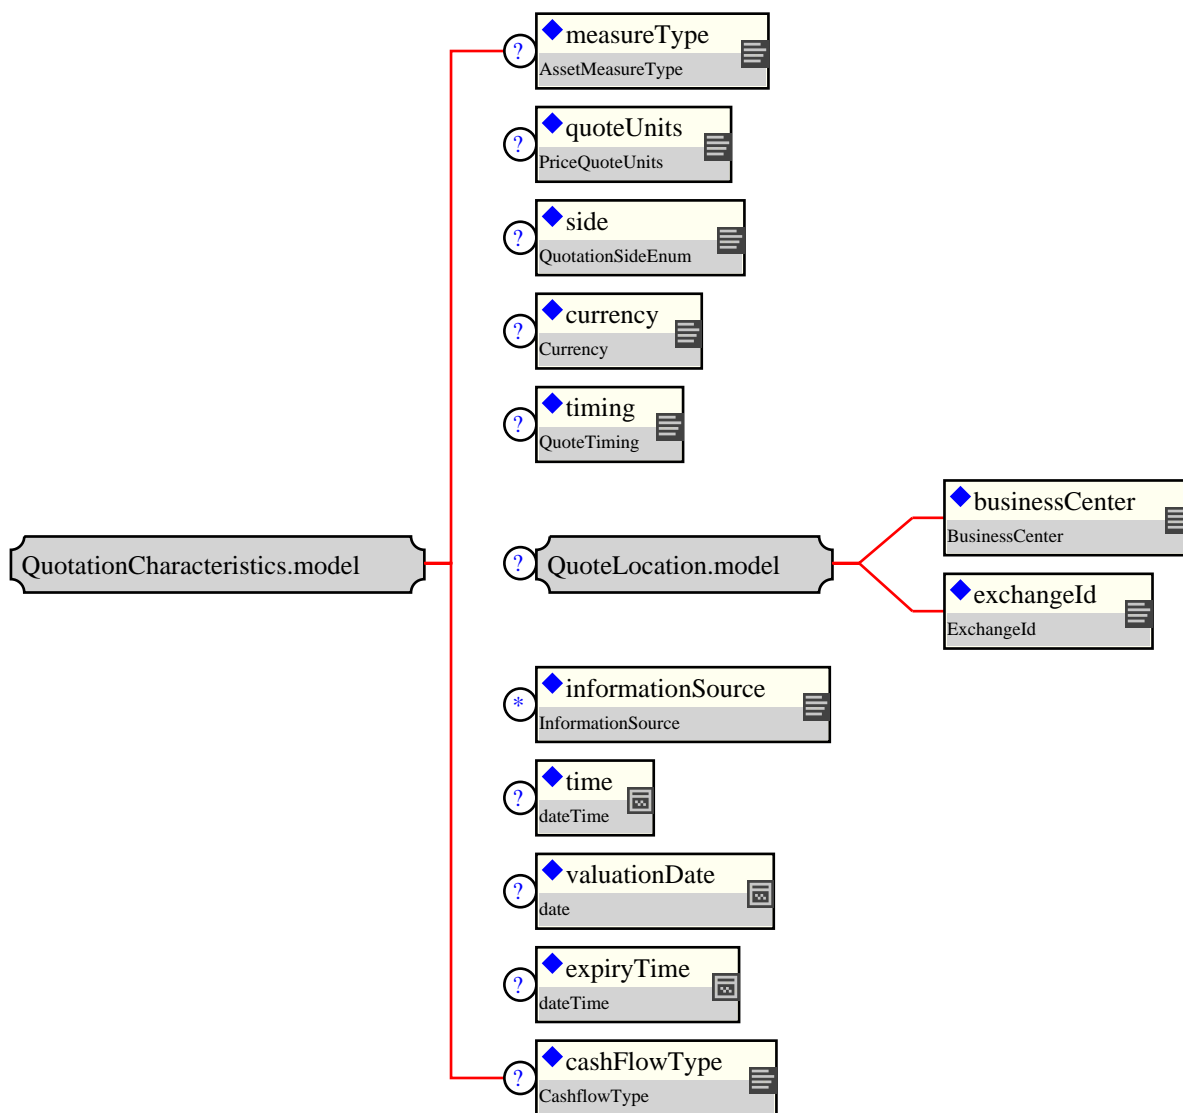 ?
measureType
AssetMeasureType
?
quoteUnits
PriceQuoteUnits
?
side
QuotationSideEnum
?
currency
Currency
?
timing
QuoteTiming
QuotationCharacteristics.model
?
QuoteLocation.model
businessCenter
BusinessCenter
exchangeId
ExchangeId
*
informationSource
InformationSource
?
time
dateTime
?
valuationDate
date
?
expiryTime
dateTime
?
cashFlowType
CashflowType